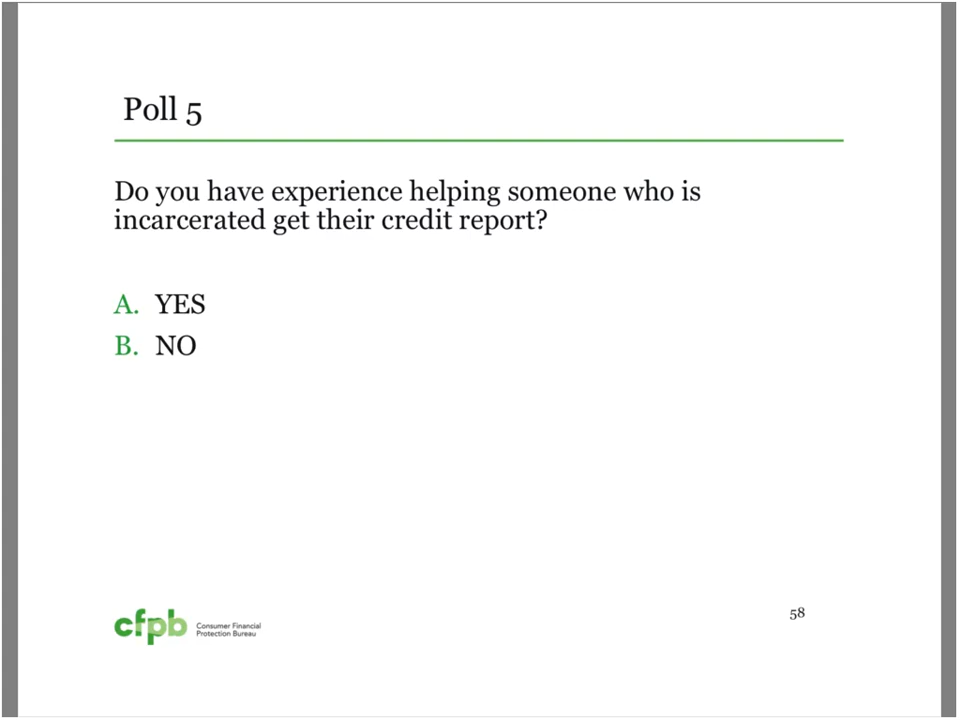 Poll 5
Do you have experience helping someone who is
incarcerated get their credit report?
A. YES
B. NO
58
cfpb Consumer Financial
Protection Bureau